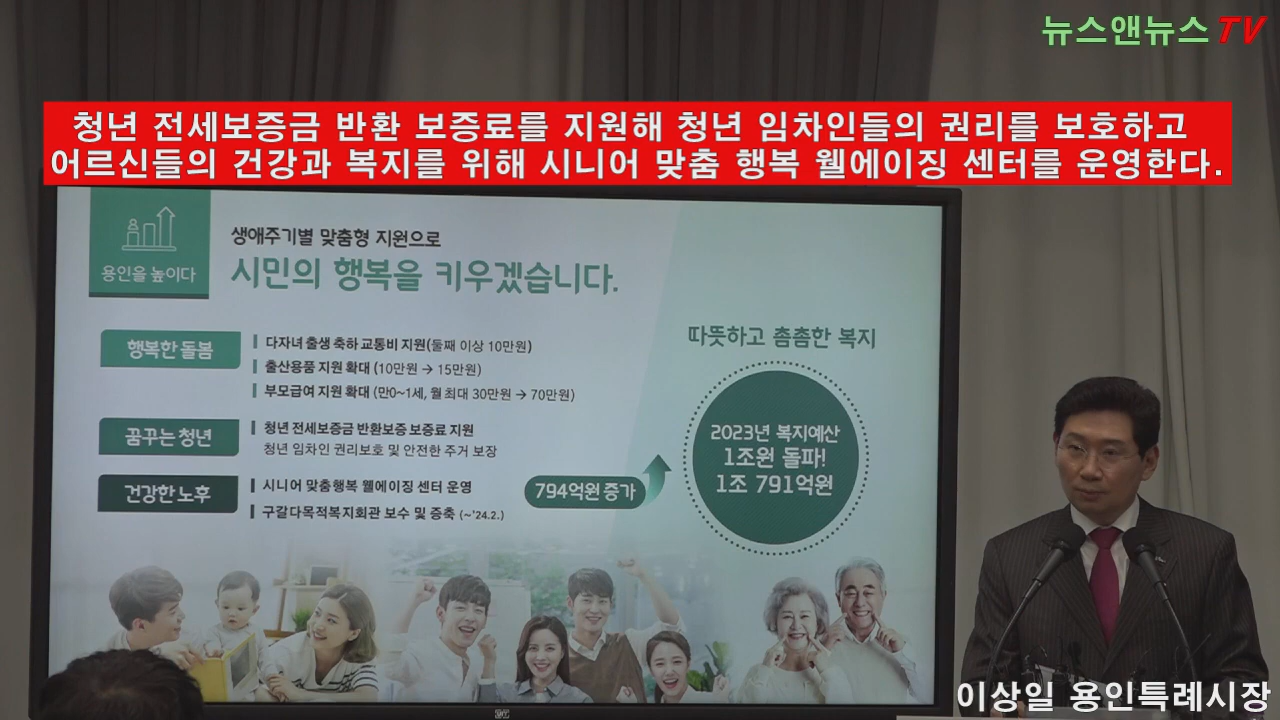 뉴스앤뉴스 TV
청년 전세보증금 반환 보증료를 지원해 청년 임차인들의 권리를 보호하고
어르신들의 건강과 복지를 위해 시니어 맞춤 행복 웰에이징 센터를 운영한다.
용인을 높이다
생애주기별 맞춤형 지원으로
시민의 행복을 키우겠습니다.
행복한 돌봄
다자녀 출생 축하 교통비 지원(둘째 이상 10만원)
출산용품 지원 확대 (10만원 → 15만원)
부모급여 지원 확대 (만0~1세, 월 최대 30만원 → 70만원)
꿈꾸는 청년
청년 전세보증금 반환보증 보증료 지원
청년 임차인 권리보호 및 안전한 주거 보장
건강한 노후
시니어 맞춤행복 웰에이징 센터 운영
구갈다목적복지회관 보수 및 증축 (~'24.2.)
794억원 증가
따뜻하고 촘촘한 복지
2023년 복지예산
1조원 돌파!
1조 791억원
이상일 용인특례시장